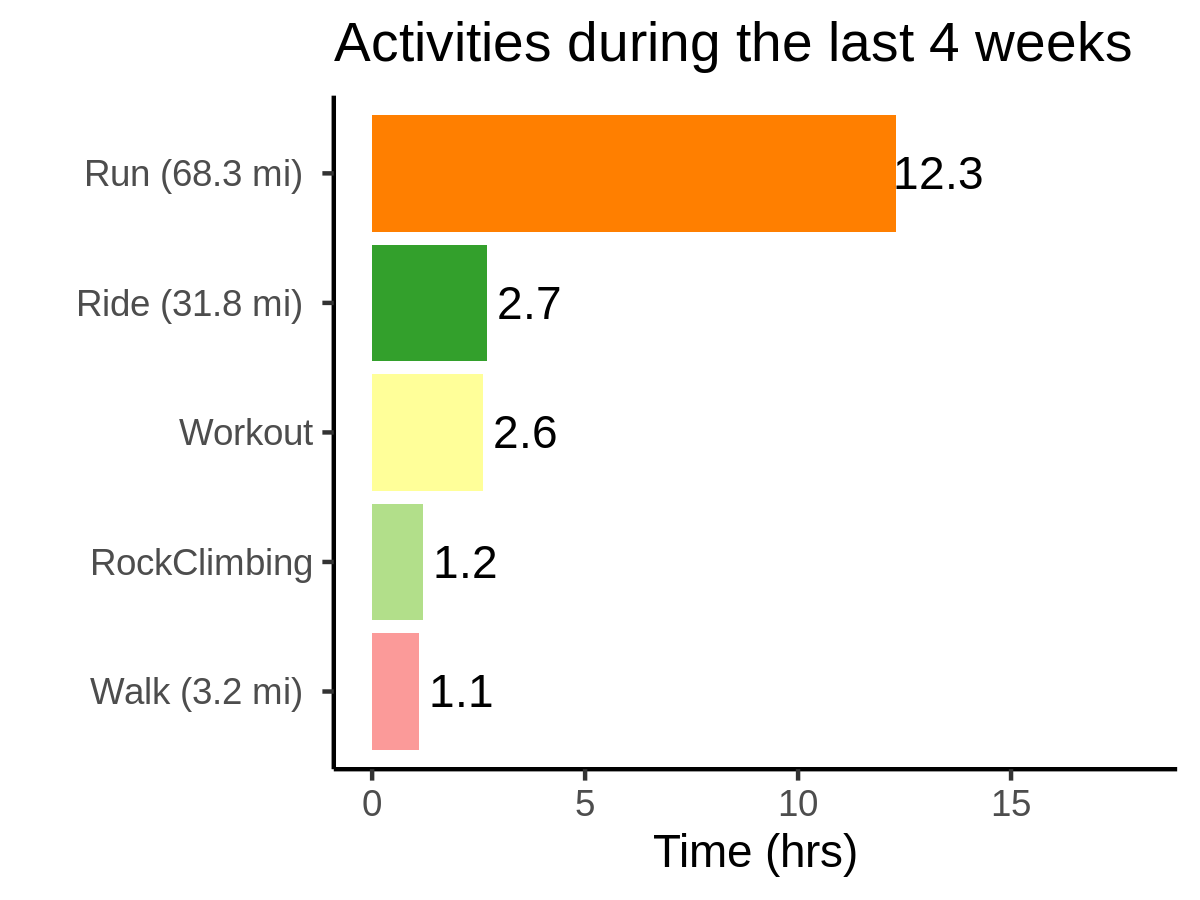 Activities during the last 4 weeks
Run (68.3 mi)
12.3
Ride (31.8 mi)
2.7
Workout
2.6
RockClimbing
1.2
Walk (3.2 mi)
1.1
0 5 10 15
Time (hrs)